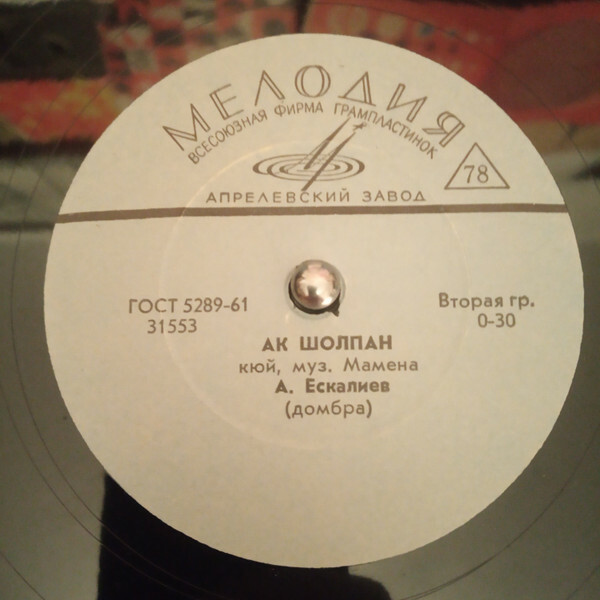 МЕЛОДИЯ
ВСЕСОЮЗНАЯ ФИРМА ГРАМПЛАСТИНОК
78
АПРЕЛЕВСКИЙ ЗАВОД
ГОСТ 5289-61
31553
Вторая гр.
0-30
АК ШОЛПАН
кюй, муз. Мамена
А. Ескалиев
(домбра)